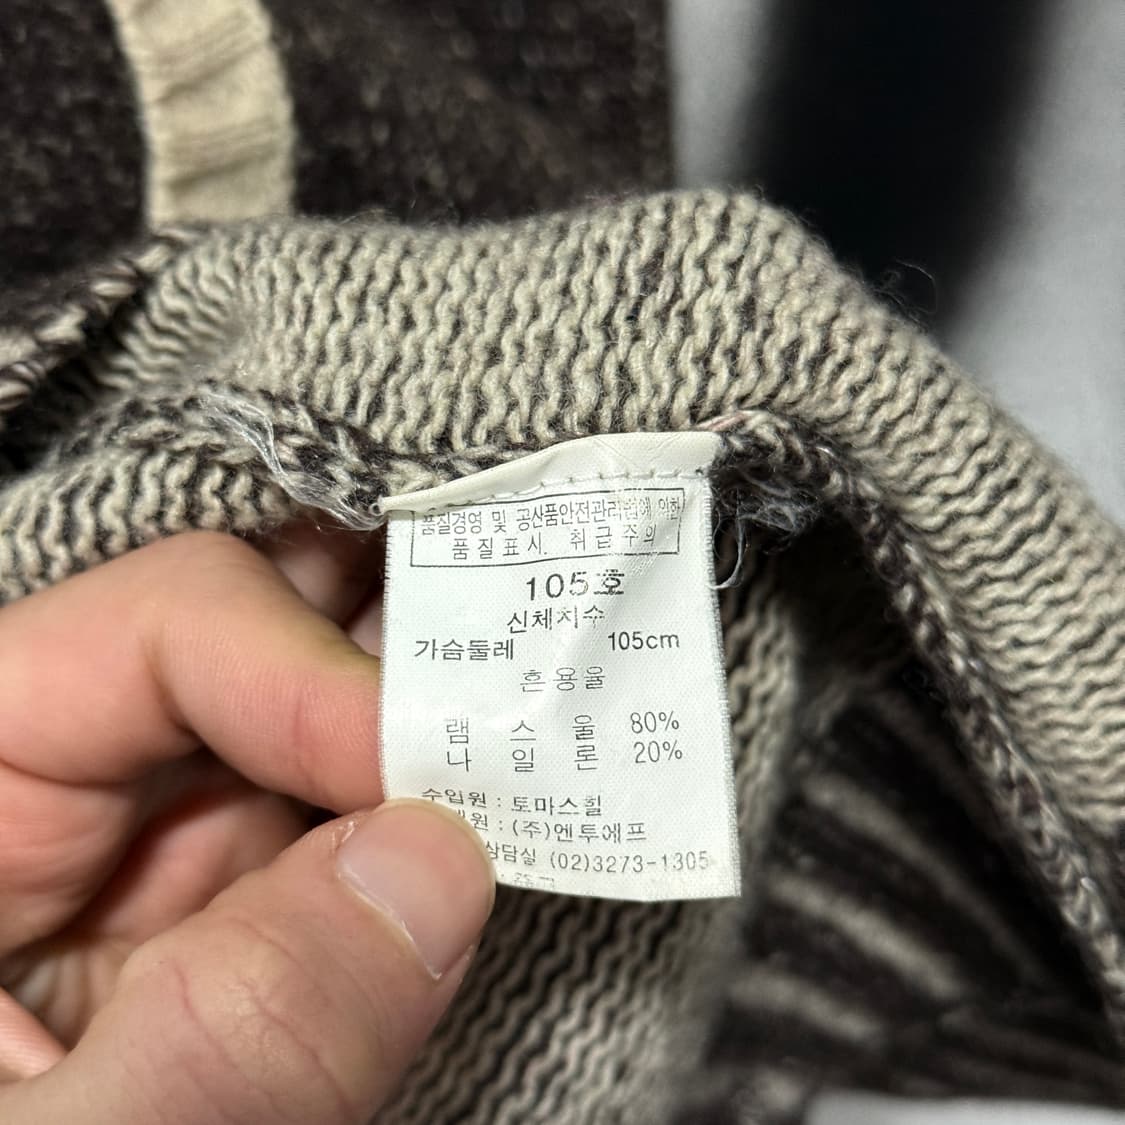 품질경영 및 공산품안전관리법에 의한
품질표시. 취급주의
105호
신체치수
가슴둘레 105cm
혼용율
램스울 80%
나일론 20%
수입원 : 토마스힐
원 : (주)엔투에프
상담실 (02)3273-1305